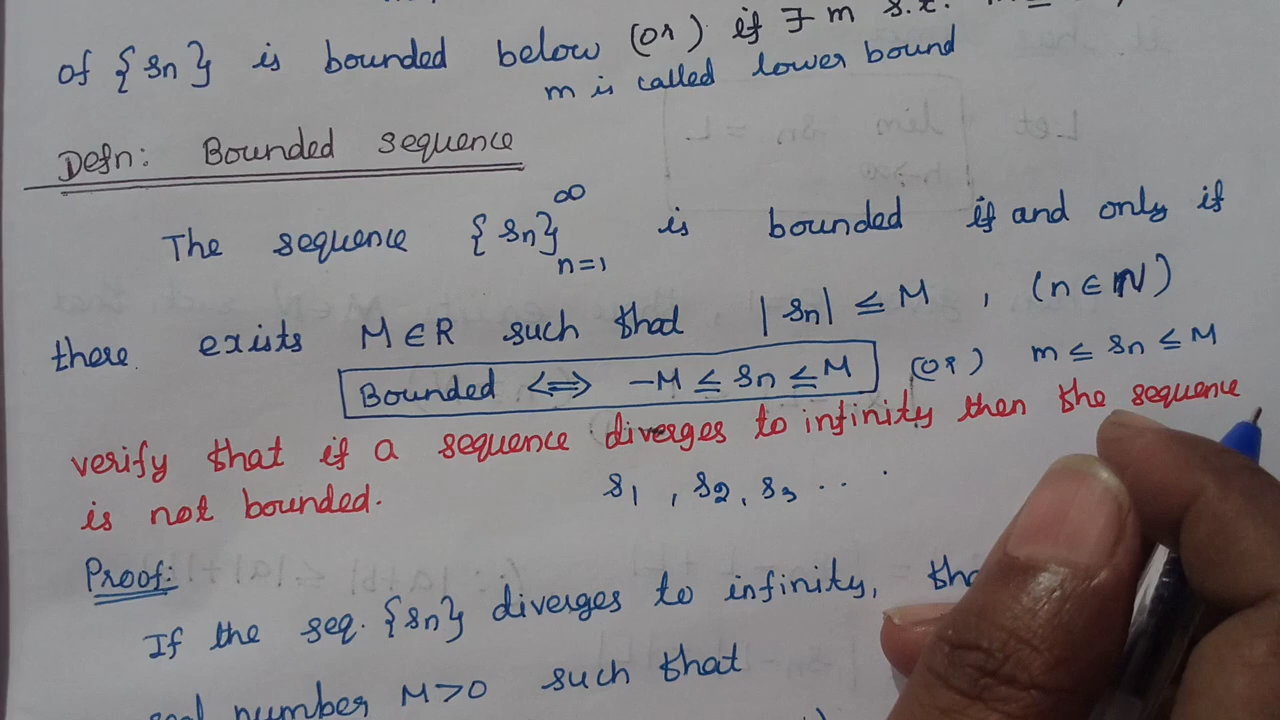 s.t.
of {sn} is bounded below (or) if ∃ m
m is called lower bound
Defn: Bounded sequence
The sequence {sn}∞n=1 is bounded if and only if
there exists M∈R such that |sn| ≤ M, (n∈N)
Bounded ⟺ -M ≤ sn ≤ M (or) m ≤ sn ≤ M
verify that if a sequence diverges to infinity then the sequence
is not bounded. s1, s2, s3 ...
Proof:
If the seq. {sn} diverges to infinity,
real number M>0 such that